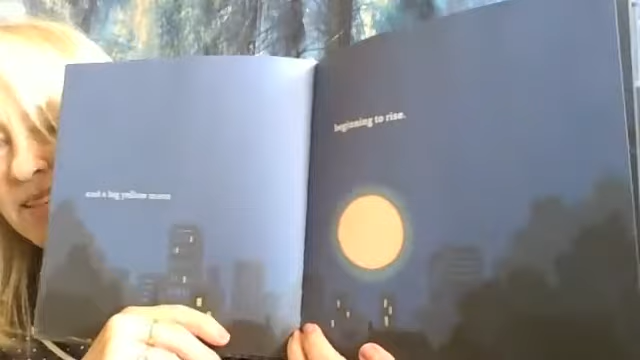 and a big yellow moon
beginning to rise.